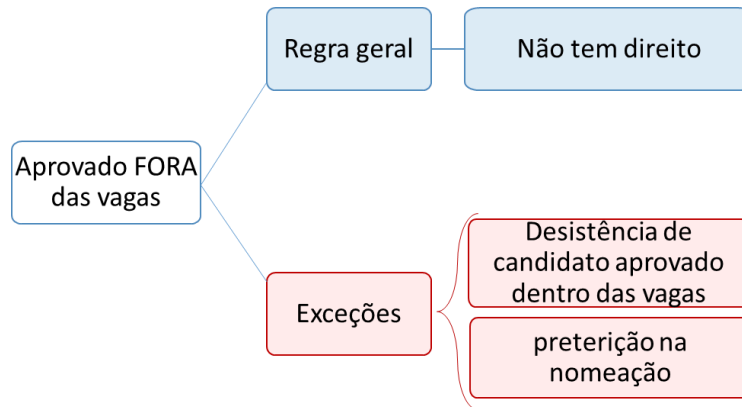 Regra geral
Não tem direito
Aprovado FORA
das vagas
Exceções
Desistência de
candidato aprovado
dentro das vagas
preterição na
nomeação